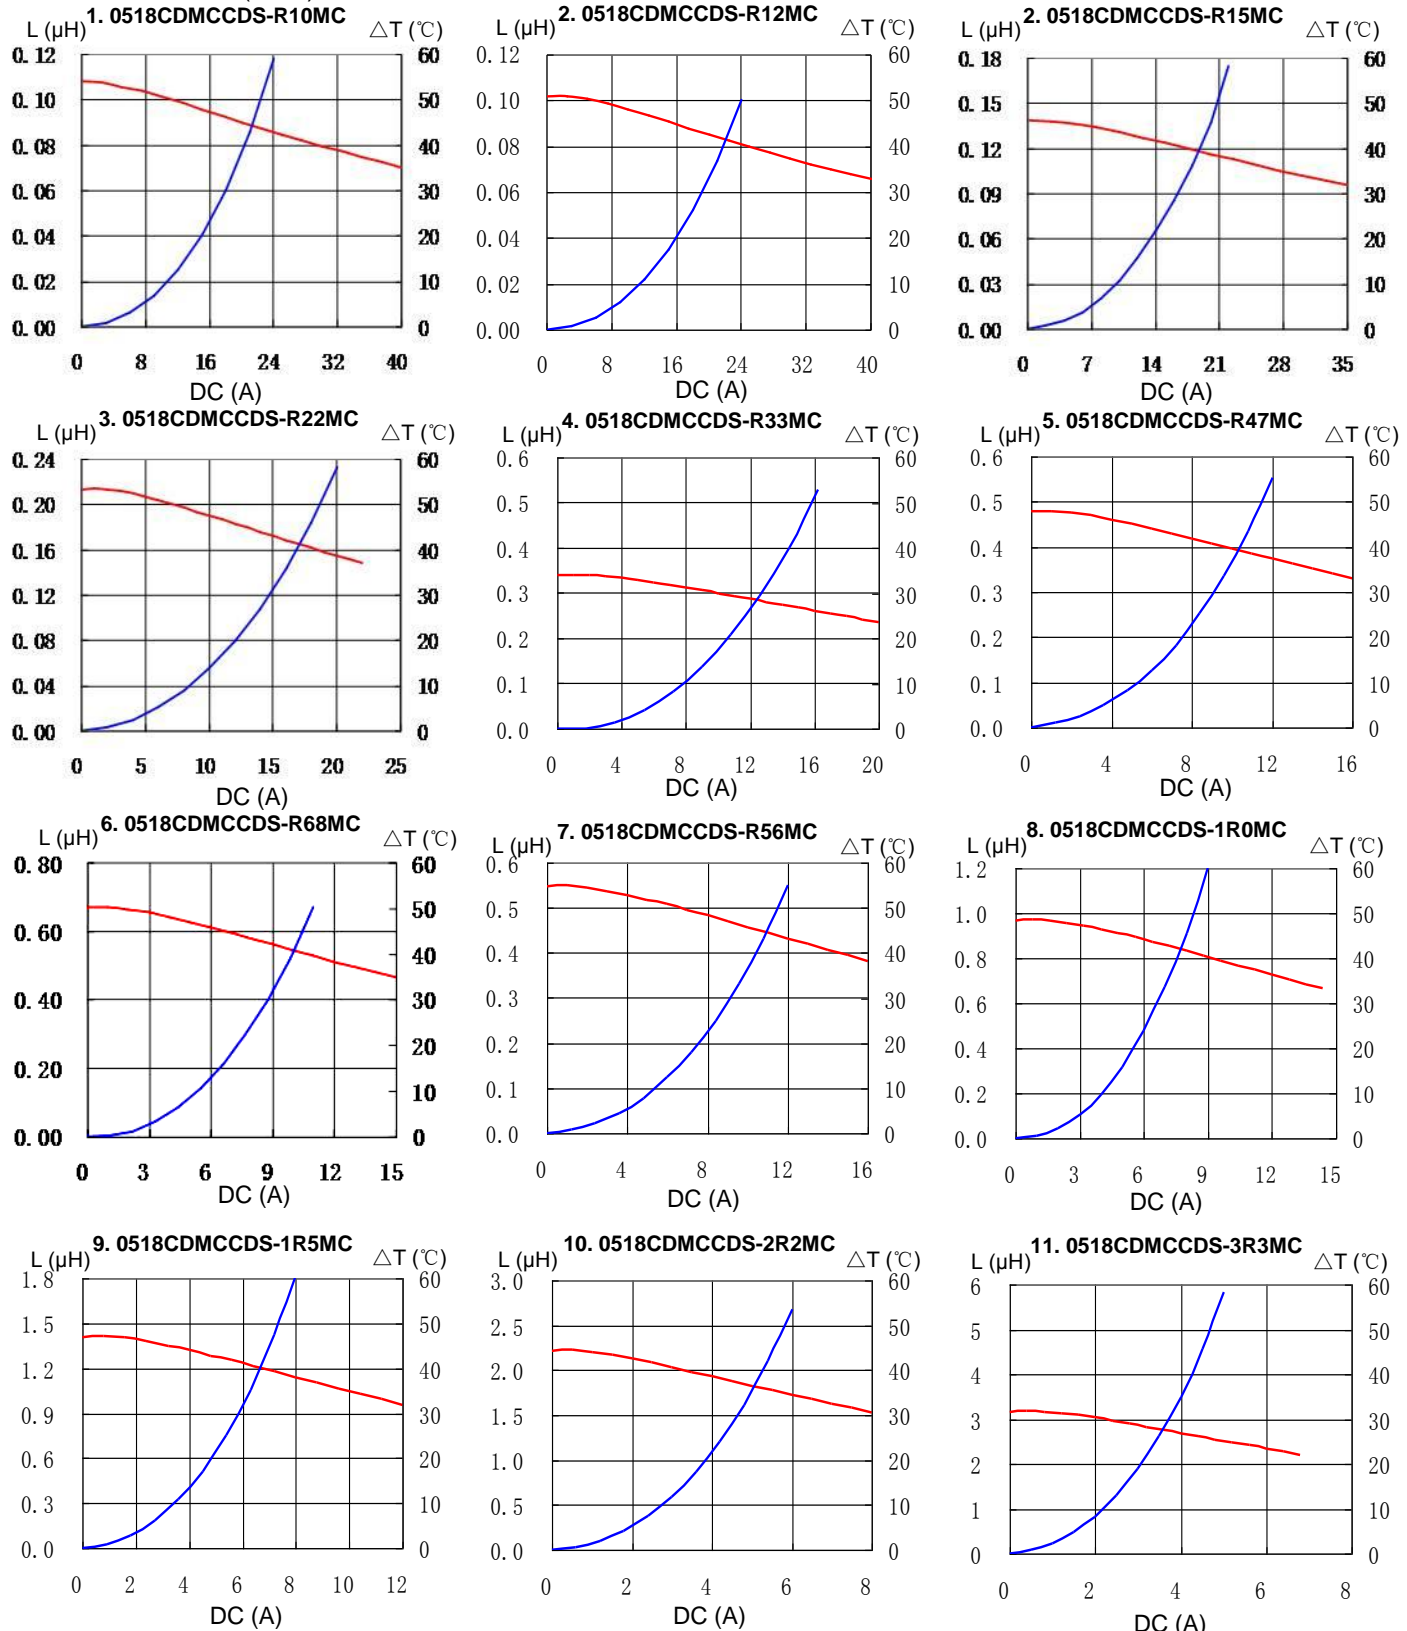 1. 0518CDMCCDS-R10MC
L (µH)
△T (℃)
0.12
0.10
0.08
0.06
0.04
0.02
0.00
60
50
40
30
20
10
0
0 8 16 24 32 40
DC (A)
2. 0518CDMCCDS-R12MC
L (µH)
△T (℃)
0.12
0.10
0.08
0.06
0.04
0.02
0.00
60
50
40
30
20
10
0
0 8 16 24 32 40
DC (A)
2. 0518CDMCCDS-R15MC
L (µH)
△T (℃)
0.18
0.15
0.12
0.09
0.06
0.03
0.00
60
50
40
30
20
10
0
0 7 14 21 28 35
DC (A)
3. 0518CDMCCDS-R22MC
L (µH)
△T (℃)
0.24
0.20
0.16
0.12
0.08
0.04
0.00
60
50
40
30
20
10
0
0 5 10 15 20 25
DC (A)
4. 0518CDMCCDS-R33MC
L (µH)
△T (℃)
0.6
0.5
0.4
0.3
0.2
0.1
0.0
60
50
40
30
20
10
0
0 4 8 12 16 20
DC (A)
5. 0518CDMCCDS-R47MC
L (µH)
△T (℃)
0.6
0.5
0.4
0.3
0.2
0.1
0.0
60
50
40
30
20
10
0
0 4 8 12 16
DC (A)
6. 0518CDMCCDS-R68MC
L (µH)
△T (℃)
0.80
0.60
0.40
0.20
0.00
60
50
40
30
20
10
0
0 3 6 9 12 15
DC (A)
7. 0518CDMCCDS-R56MC
L (µH)
△T (℃)
0.6
0.5
0.4
0.3
0.2
0.1
0.0
60
50
40
30
20
10
0
0 4 8 12 16
DC (A)
8. 0518CDMCCDS-1R0MC
L (µH)
△T (℃)
1.2
1.0
0.8
0.6
0.4
0.2
0.0
60
50
40
30
20
10
0
0 3 6 9 12 15
DC (A)
9. 0518CDMCCDS-1R5MC
L (µH)
△T (℃)
1.8
1.5
1.2
0.9
0.6
0.3
0.0
60
50
40
30
20
10
0
0 2 4 6 8 10 12
DC (A)
10. 0518CDMCCDS-2R2MC
L (µH)
△T (℃)
3.0
2.5
2.0
1.5
1.0
0.5
0.0
60
50
40
30
20
10
0
0 2 4 6 8
DC (A)
11. 0518CDMCCDS-3R3MC
L (µH)
△T (℃)
6
5
4
3
2
1
0
60
50
40
30
20
10
0
0 2 4 6 8
DC (A)